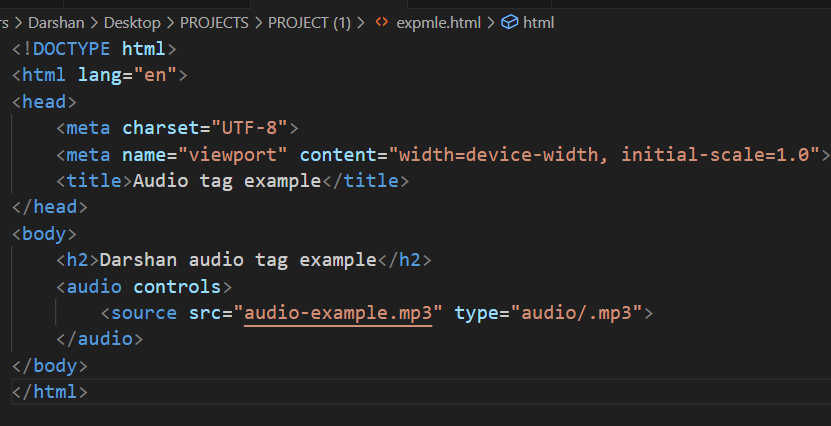 rs > Darshan > Desktop > PROJECTS > PROJECT (1) > <> expmle.html > html
<!DOCTYPE html>
<html lang="en">
<head>
    <meta charset="UTF-8">
    <meta name="viewport" content="width=device-width, initial-scale=1.0">
    <title>Audio tag example</title>
</head>
<body>
    <h2>Darshan audio tag example</h2>
    <audio controls>
        <source src="audio-example.mp3" type="audio/.mp3">
    </audio>
</body>
</html>